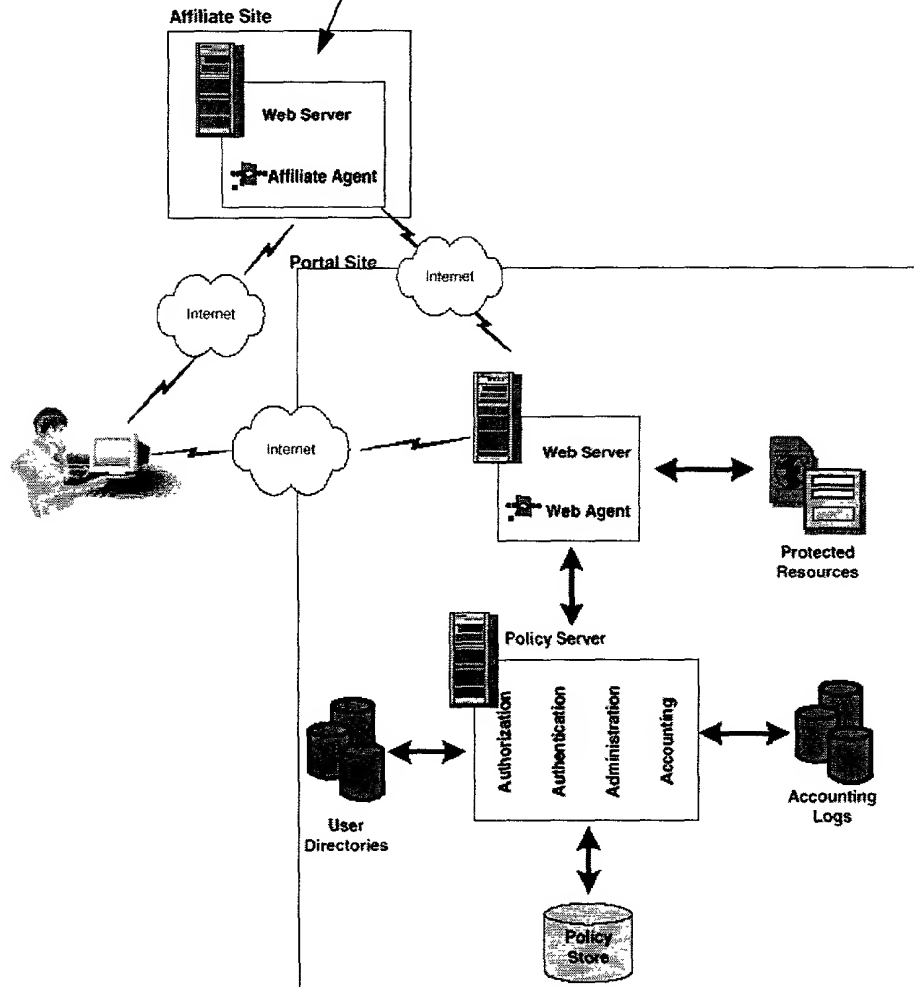 Affiliate Site
Web Server
Affiliate Agent
Portal Site
Internet
Internet
Internet
Web Server
Web Agent
Protected
Resources
Policy Server
Authorization
Authentication
Administration
Accounting
User
Directories
Accounting
Logs
Policy
Store